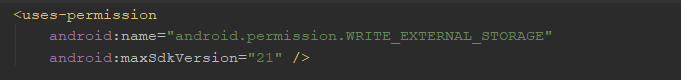 <uses-permission
android:name="android.permission.WRITE_EXTERNAL_STORAGE"
android:maxSdkVersion="21" />